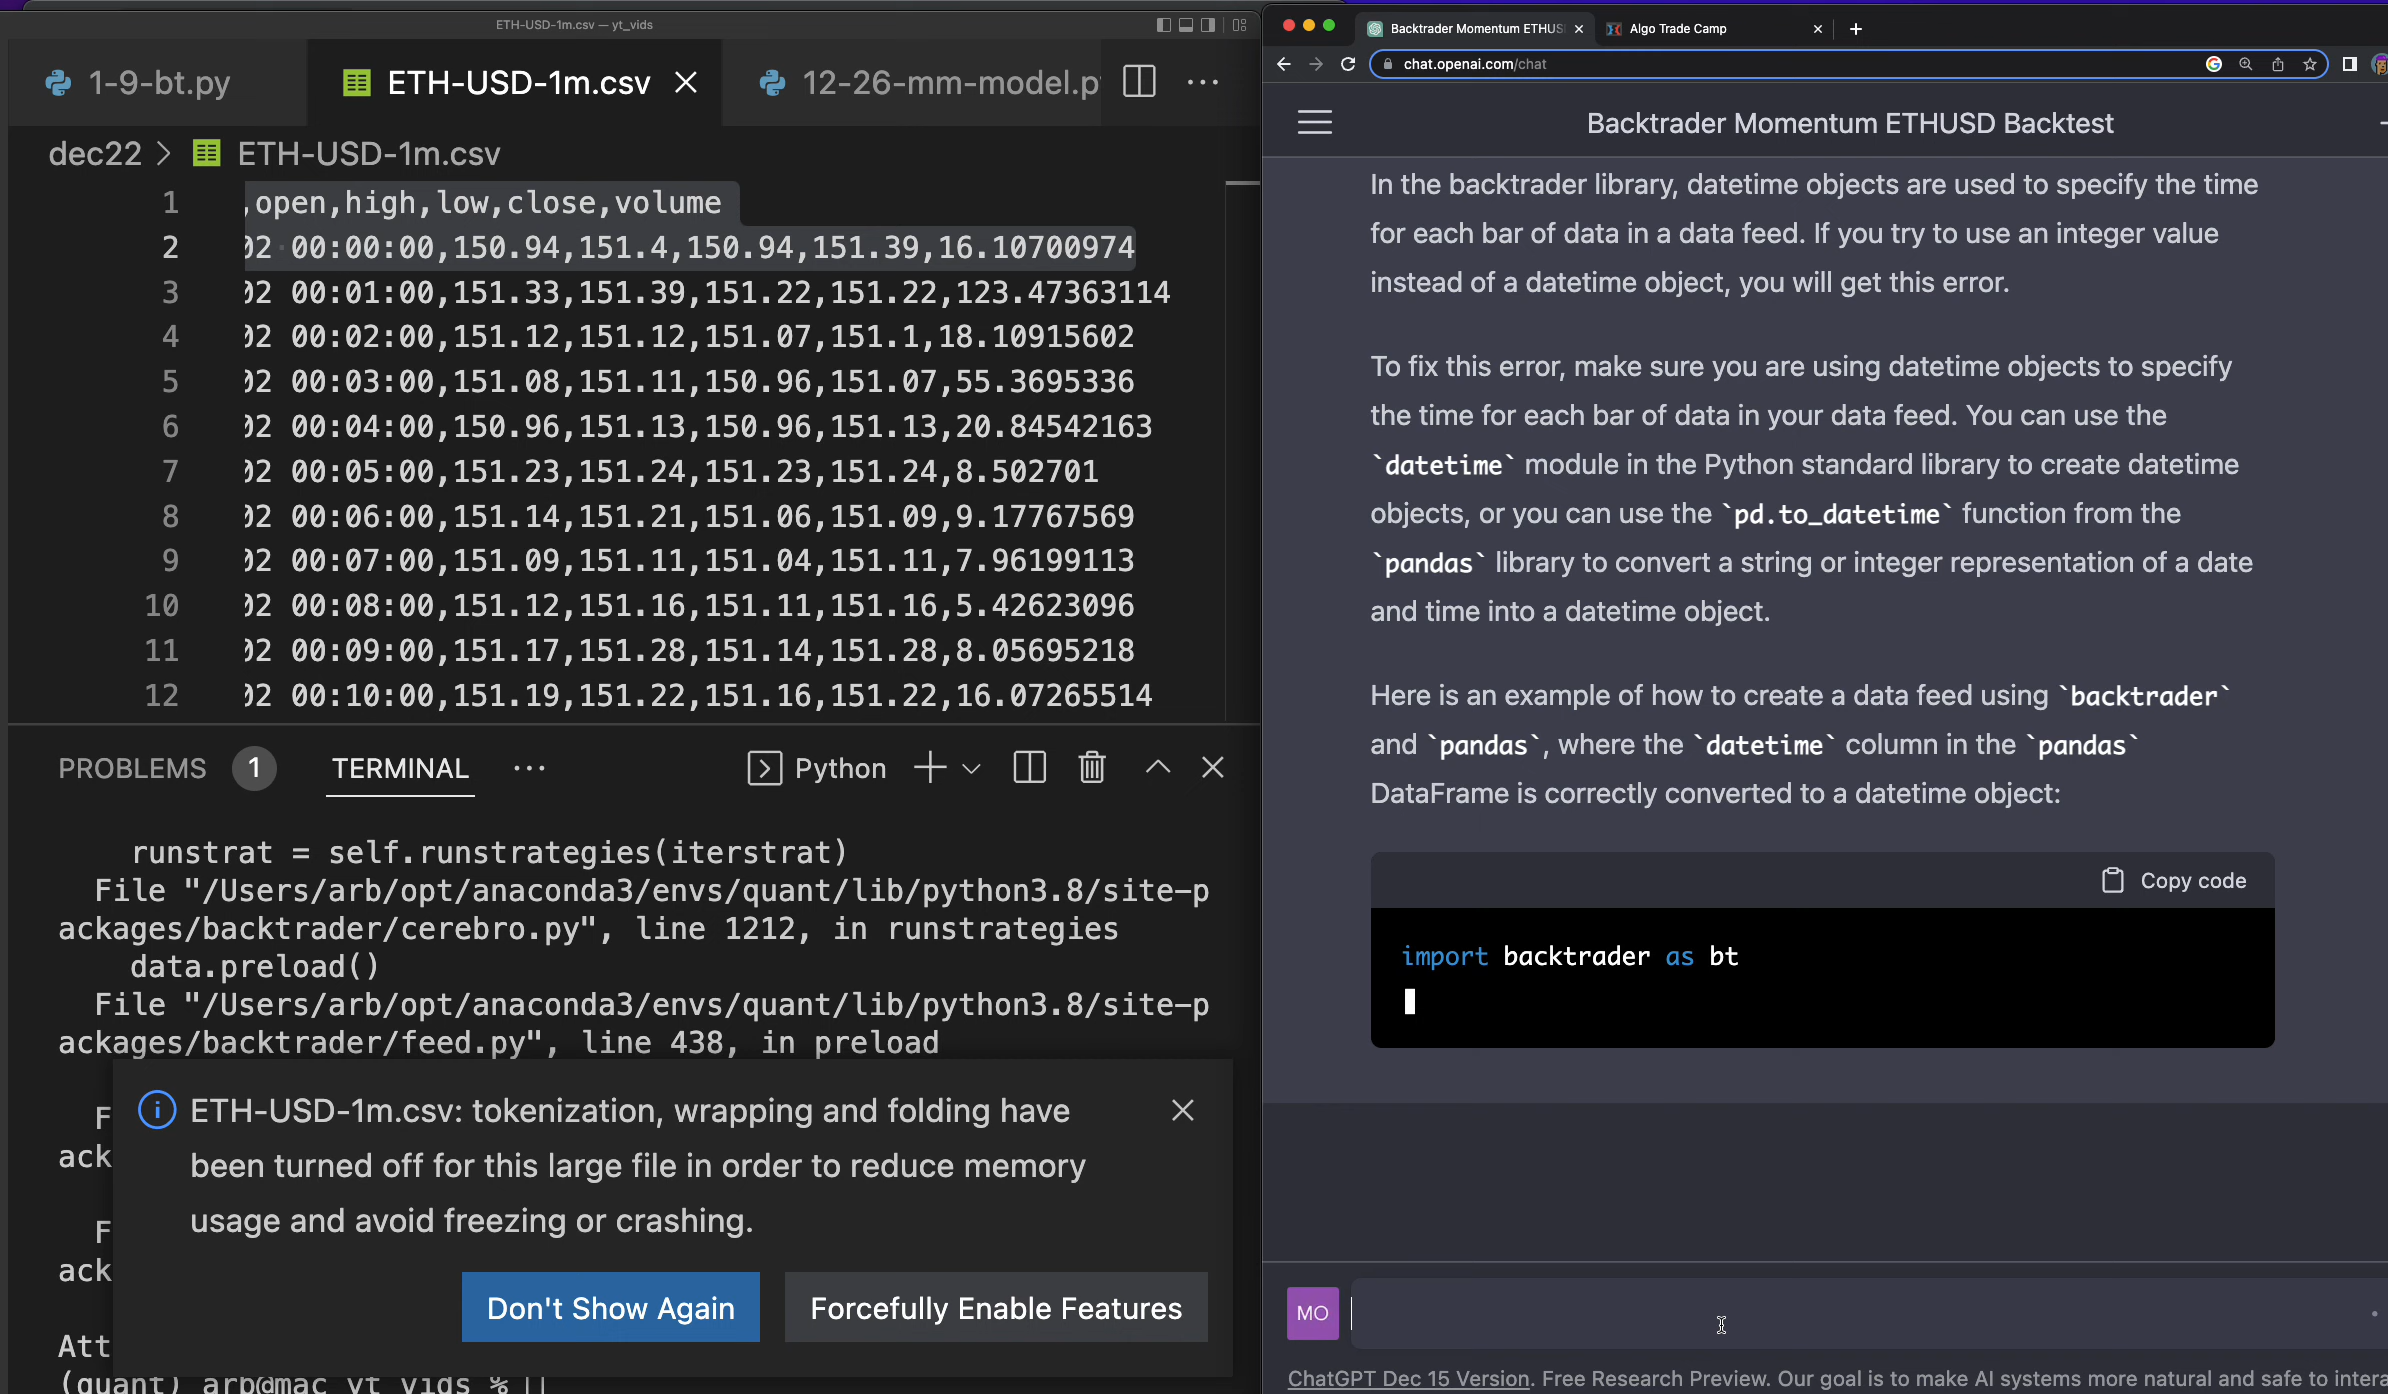 ETH-USD-1m.csv — yt_vids
1-9-bt.py
ETH-USD-1m.csv
12-26-mm-model.p
dec22 > ETH-USD-1m.csv
1 ,open,high,low,close,volume
2 02 00:00:00,150.94,151.4,150.94,151.39,16.10700974
3 02 00:01:00,151.33,151.39,151.22,151.22,123.47363114
4 02 00:02:00,151.12,151.12,151.07,151.1,18.10915602
5 02 00:03:00,151.08,151.11,150.96,151.07,55.3695336
6 02 00:04:00,150.96,151.13,150.96,151.13,20.84542163
7 02 00:05:00,151.23,151.24,151.23,151.24,8.502701
8 02 00:06:00,151.14,151.21,151.06,151.09,9.17767569
9 02 00:07:00,151.09,151.11,151.04,151.11,7.96199113
10 02 00:08:00,151.12,151.16,151.11,151.16,5.42623096
11 02 00:09:00,151.17,151.28,151.14,151.28,8.05695218
12 02 00:10:00,151.19,151.22,151.16,151.22,16.07265514
PROBLEMS 1 TERMINAL ··· Python
runstrat = self.runstrategies(iterstrat)
File "/Users/arb/opt/anaconda3/envs/quant/lib/python3.8/site-p
ackages/backtrader/cerebro.py", line 1212, in runstrategies
data.preload()
File "/Users/arb/opt/anaconda3/envs/quant/lib/python3.8/site-p
ackages/backtrader/feed.py", line 438, in preload
F
ack
F
ack
Att
(quant) arb@mac yt_vids %
ETH-USD-1m.csv: tokenization, wrapping and folding have
been turned off for this large file in order to reduce memory
usage and avoid freezing or crashing.
Don't Show Again
Forcefully Enable Features
Backtrader Momentum ETHUS
Algo Trade Camp
chat.openai.com/chat
Backtrader Momentum ETHUSD Backtest
In the backtrader library, datetime objects are used to specify the time
for each bar of data in a data feed. If you try to use an integer value
instead of a datetime object, you will get this error.
To fix this error, make sure you are using datetime objects to specify
the time for each bar of data in your data feed. You can use the
`datetime` module in the Python standard library to create datetime
objects, or you can use the `pd.to_datetime` function from the
`pandas` library to convert a string or integer representation of a date
and time into a datetime object.
Here is an example of how to create a data feed using `backtrader`
and `pandas`, where the `datetime` column in the `pandas`
DataFrame is correctly converted to a datetime object:
Copy code
import backtrader as bt
MO
ChatGPT Dec 15 Version. Free Research Preview. Our goal is to make AI systems more natural and safe to intera